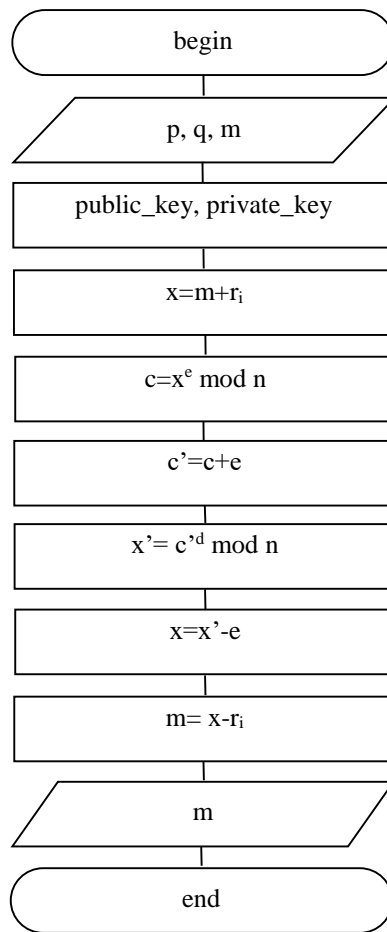 begin
p, q, m
public_key, private_key
x=m+rᵢ
c=xᵉ mod n
c’=c+e
x’= c’ᵈ mod n
x=x’-e
m= x-rᵢ
m
end